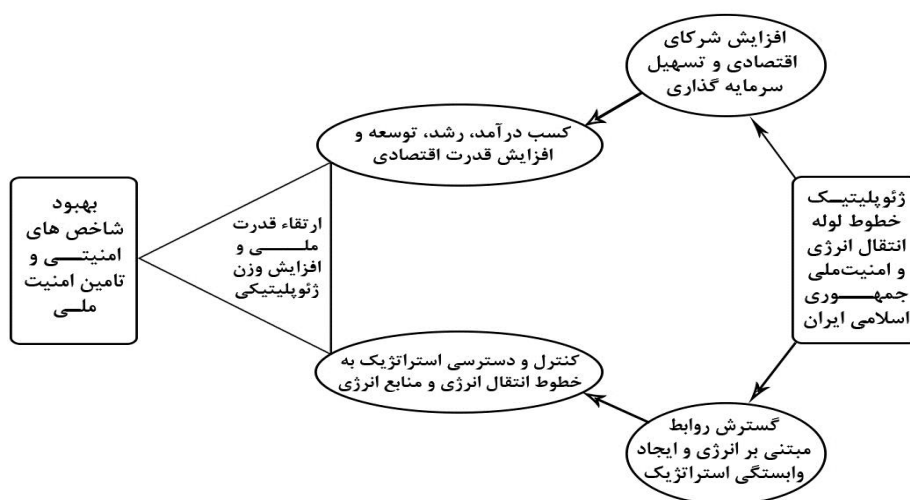 افزایش شرکای
اقتصادی و تسهیل
سرمایه گذاری
کسب درآمد، رشد، توسعه و
افزایش قدرت اقتصادی
ژئوپلیتیک
خطوط لوله
انتقال انرژی
و امنیت‌ملی
جمهوری
اسلامی ایران
ارتقاء قدرت
ملی و
افزایش وزن
ژئوپلیتیکی
بهبود
شاخص های
امنیتی و
تامین امنیت
ملی
کنترل و دسترسی استراتژیک به
خطوط انتقال انرژی و منابع انرژی
گسترش روابط
مبتنی بر انرژی و ایجاد
وابستگی استراتژیک